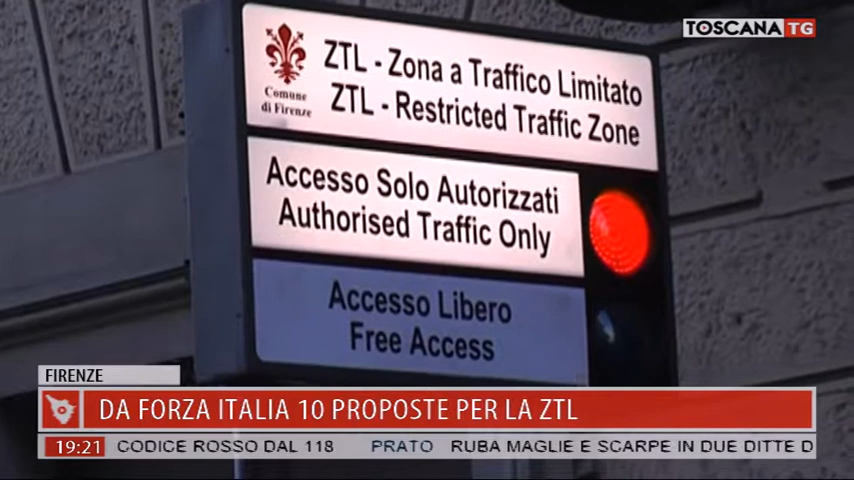 TOSCANA TG
Comune
di Firenze
ZTL - Zona a Traffico Limitato
ZTL - Restricted Traffic Zone
Accesso Solo Autorizzati
Authorised Traffic Only
Accesso Libero
Free Access
FIRENZE
DA FORZA ITALIA 10 PROPOSTE PER LA ZTL
19:21 CODICE ROSSO DAL 118 PRATO RUBA MAGLIE E SCARPE IN DUE DITTE D